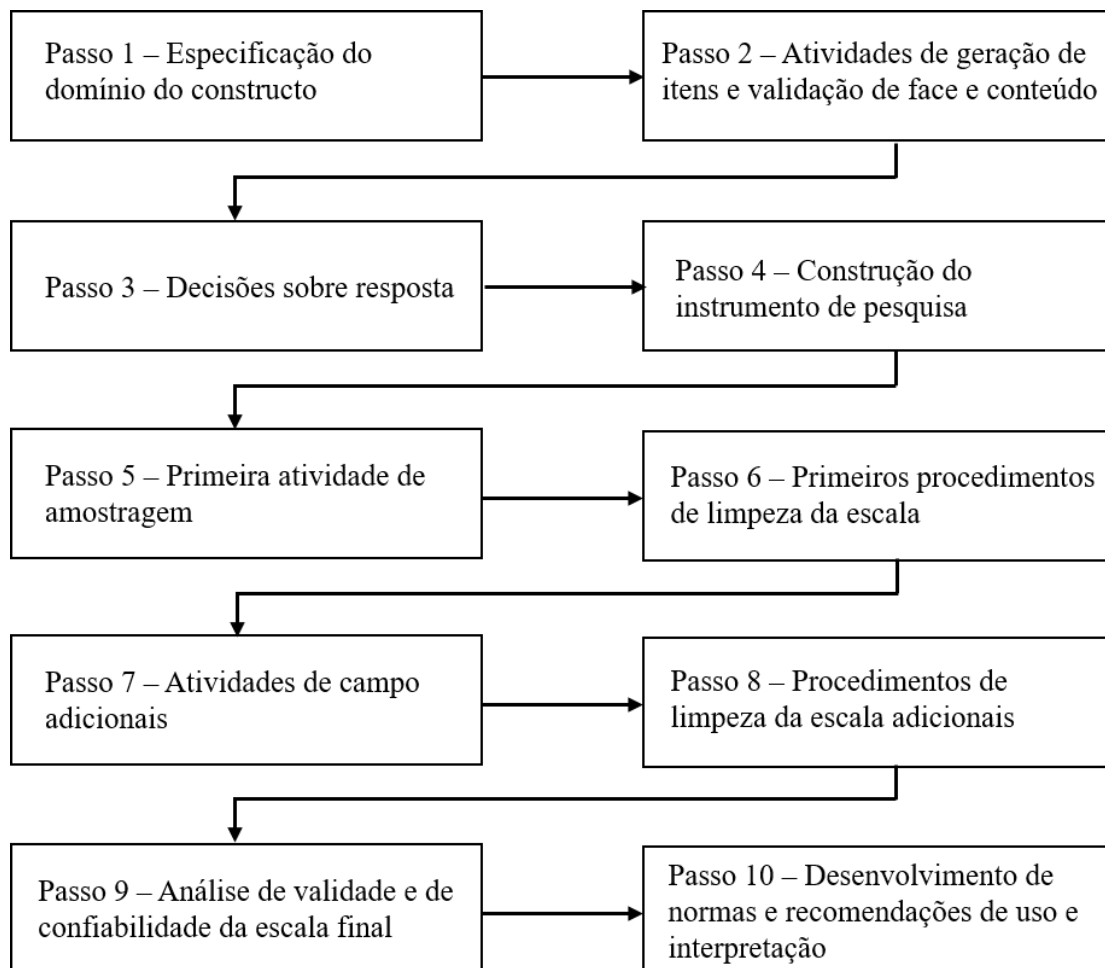 Passo 1 – Especificação do
domínio do constructo
Passo 2 – Atividades de geração de
itens e validação de face e conteúdo
Passo 3 – Decisões sobre resposta
Passo 4 – Construção do
instrumento de pesquisa
Passo 5 – Primeira atividade de
amostragem
Passo 6 – Primeiros procedimentos
de limpeza da escala
Passo 7 – Atividades de campo
adicionais
Passo 8 – Procedimentos de
limpeza da escala adicionais
Passo 9 – Análise de validade e de
confiabilidade da escala final
Passo 10 – Desenvolvimento de
normas e recomendações de uso e
interpretação